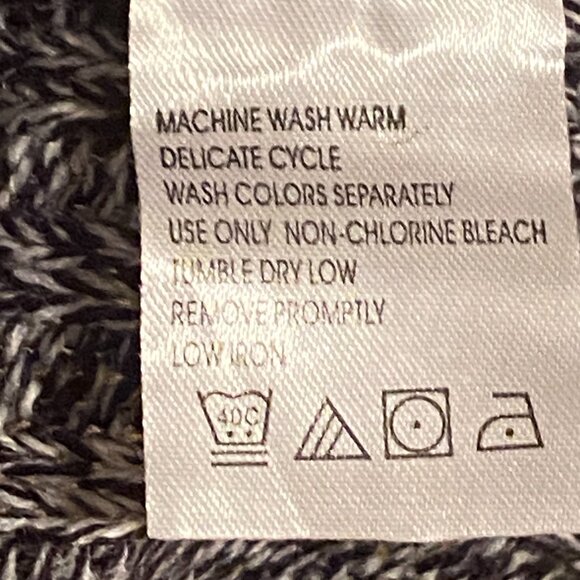 MACHINE WASH WARM
DELICATE CYCLE
WASH COLORS SEPARATELY
USE ONLY NON-CHLORINE BLEACH
TUMBLE DRY LOW
REMOVE PROMPTLY
LOW IRON
40C